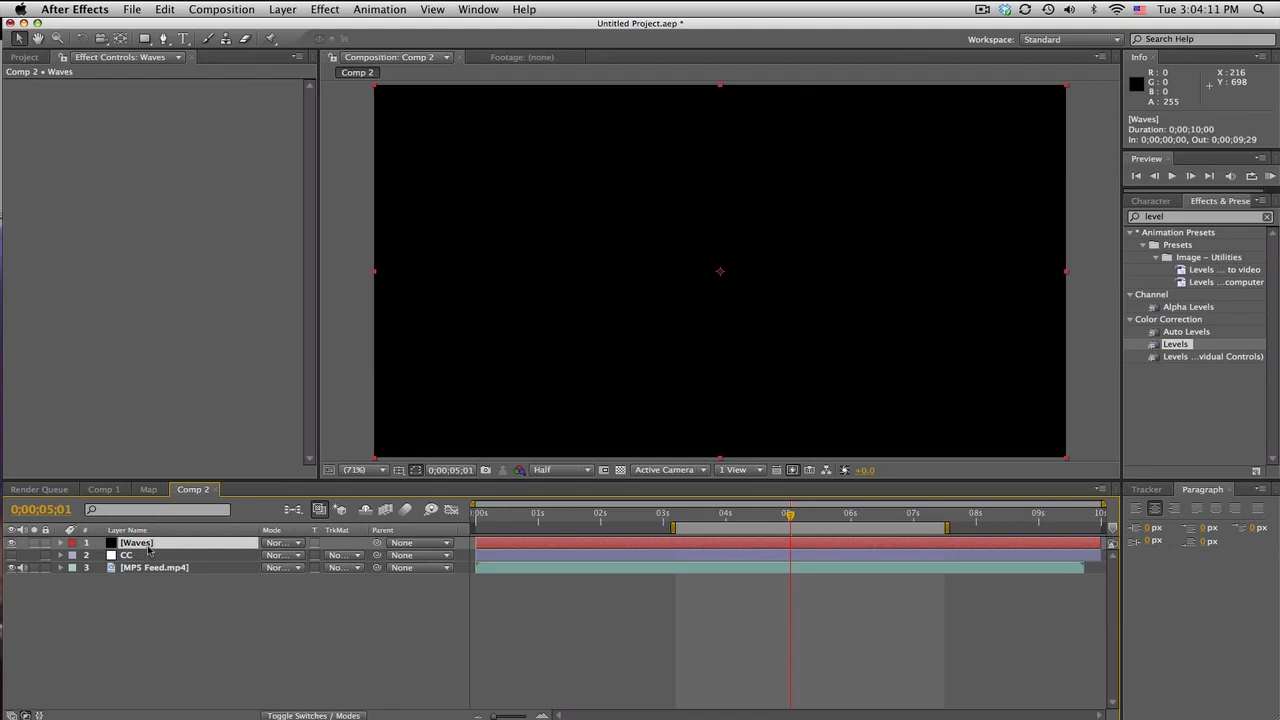 After Effects File Edit Composition Layer Effect Animation View Window Help Tue 3:04:11 PM
Untitled Project.aep *
Workspace: Standard Search Help
Project Effect Controls: Waves Composition: Comp 2 Footage: (none) Info
Comp 2 • Waves Comp 2
R: 0 X: 216
G: 0 Y: 698
B: 0
A: 255
[Waves]
Duration: 0;00;10;00
In: 0;00;00;00, Out: 0;00;09;29
Preview
Character Effects & Prese
level
* Animation Presets
Presets
Image – Utilities
Levels ... to video
Levels ...computer
Channel
Alpha Levels
Color Correction
Auto Levels
Levels
Levels ...vidual Controls)
(71%) 0;00;05;01 Half Active Camera 1 View +0.0
Render Queue Comp 1 Map Comp 2 Tracker Paragraph
0;00;05;01
:00s 01s 02s 03s 04s 06s 07s 09s 10s
# Layer Name Mode T TrkMat Parent
1 [Waves] Nor... None
2 CC Nor... No... None
3 [MP5 Feed.mp4] Nor... No... None
0 px 0 px 0 px
0 px 0 px
Toggle Switches / Modes